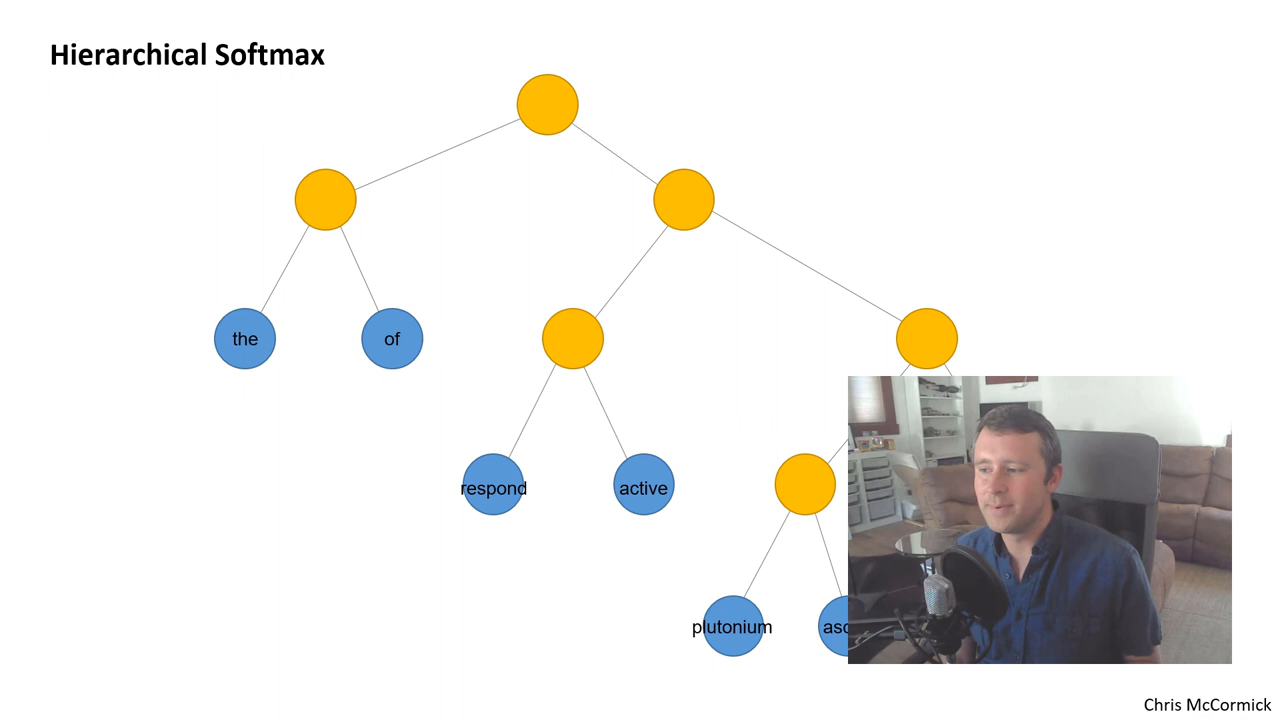 Hierarchical Softmax
the
of
respond
active
plutonium
Chris McCormick